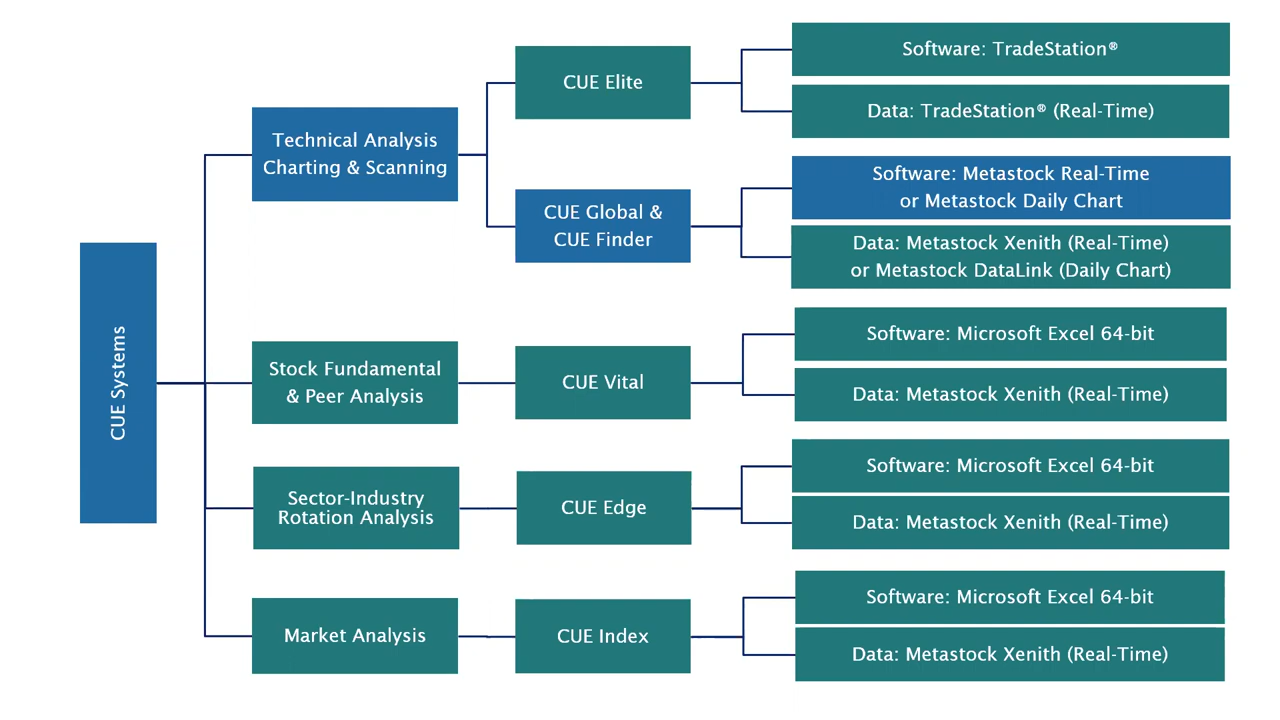 CUE Systems
Technical Analysis
Charting & Scanning
CUE Elite
Software: TradeStation®
Data: TradeStation® (Real-Time)
CUE Global &
CUE Finder
Software: Metastock Real-Time
or Metastock Daily Chart
Data: Metastock Xenith (Real-Time)
or Metastock DataLink (Daily Chart)
Stock Fundamental
& Peer Analysis
CUE Vital
Software: Microsoft Excel 64-bit
Data: Metastock Xenith (Real-Time)
Sector-Industry
Rotation Analysis
CUE Edge
Software: Microsoft Excel 64-bit
Data: Metastock Xenith (Real-Time)
Market Analysis
CUE Index
Software: Microsoft Excel 64-bit
Data: Metastock Xenith (Real-Time)